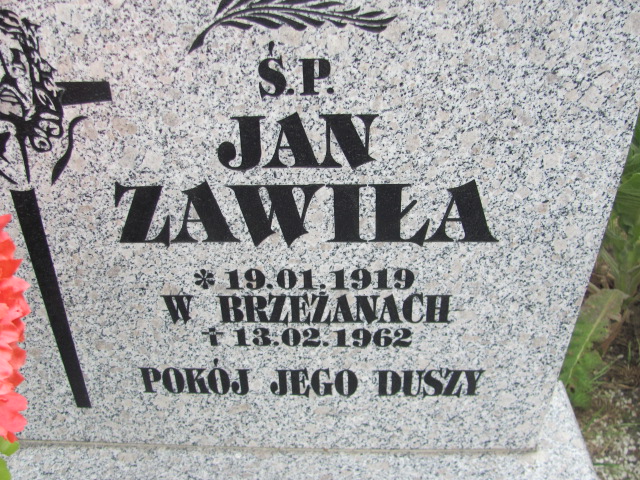 Ś.P.
JAN
ZAWIŁA
* 19.01.1919
W BRZEŻANACH
† 13.02.1962
POKÓJ JEGO DUSZY